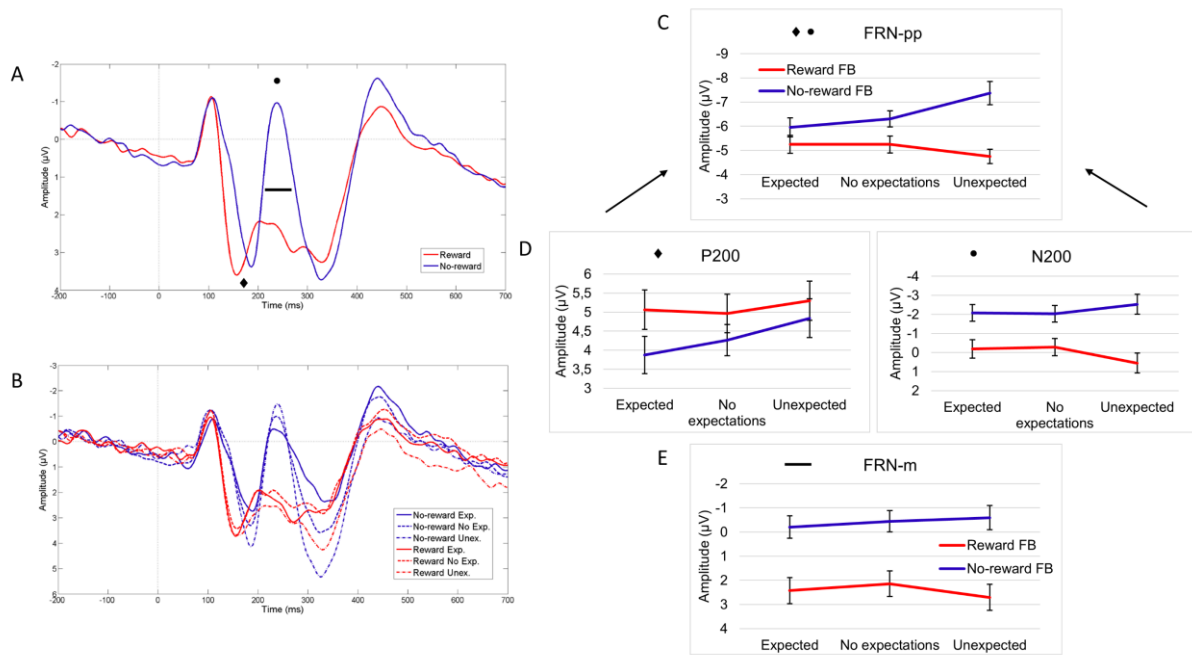 A
-2
-1
0
1
2
3
4
Amplitude (µV)
-200 -100 0 100 200 300 400 500 600 700
Time (ms)
Reward
No-reward
B
-3
-2
-1
0
1
2
3
4
5
6
Amplitude (µV)
-200 -100 0 100 200 300 400 500 600 700
Time (ms)
No-reward Exp.
No-reward No Exp.
No-reward Unex.
Reward Exp.
Reward No Exp.
Reward Unex.
C
FRN-pp
-9
-8
-7
-6
-5
-4
-3
Amplitude (µV)
Reward FB
No-reward FB
Expected No expectations Unexpected
D
P200
6
5,5
5
4,5
4
3,5
3
Amplitude (µV)
Expected No Unexpected
expectations
N200
-4
-3
-2
-1
0
1
2
Amplitude (µV)
Expected No Unexpected
expectations
E
FRN-m
-2
-1
0
1
2
3
4
Amplitude (µV)
Reward FB
No-reward FB
Expected No expectations Unexpected